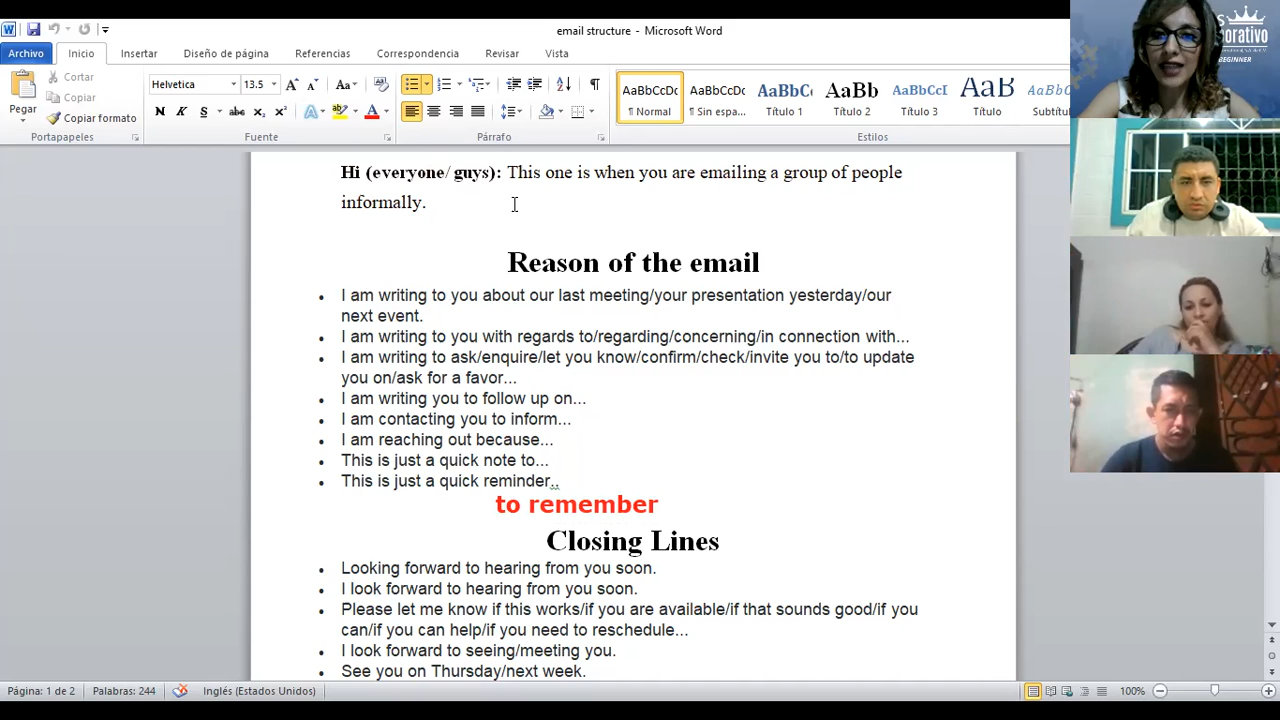 email structure - Microsoft Word
Archivo Inicio Insertar Diseño de página Referencias Correspondencia Revisar Vista
Pegar
Cortar
Copiar
Copiar formato
Helvetica 13.5
N K S abc x₂ x²
AaBbCcDc AaBbCcDc AaBbC AaBb AaBbCcI AaB AaBbCcL
¶ Normal ¶ Sin espa... Título 1 Título 2 Título 3 Título Subtítu
Portapapeles Fuente Párrafo Estilos
Hi (everyone/ guys): This one is when you are emailing a group of people
informally.
Reason of the email
• I am writing to you about our last meeting/your presentation yesterday/our
next event.
• I am writing to you with regards to/regarding/concerning/in connection with...
• I am writing to ask/enquire/let you know/confirm/check/invite you to/to update
you on/ask for a favor...
• I am writing you to follow up on...
• I am contacting you to inform...
• I am reaching out because...
• This is just a quick note to...
• This is just a quick reminder..
to remember
Closing Lines
• Looking forward to hearing from you soon.
• I look forward to hearing from you soon.
• Please let me know if this works/if you are available/if that sounds good/if you
can/if you can help/if you need to reschedule...
• I look forward to seeing/meeting you.
• See you on Thursday/next week.
Página: 1 de 2 Palabras: 244 Inglés (Estados Unidos) 100%
S
orativo
BEGINNER